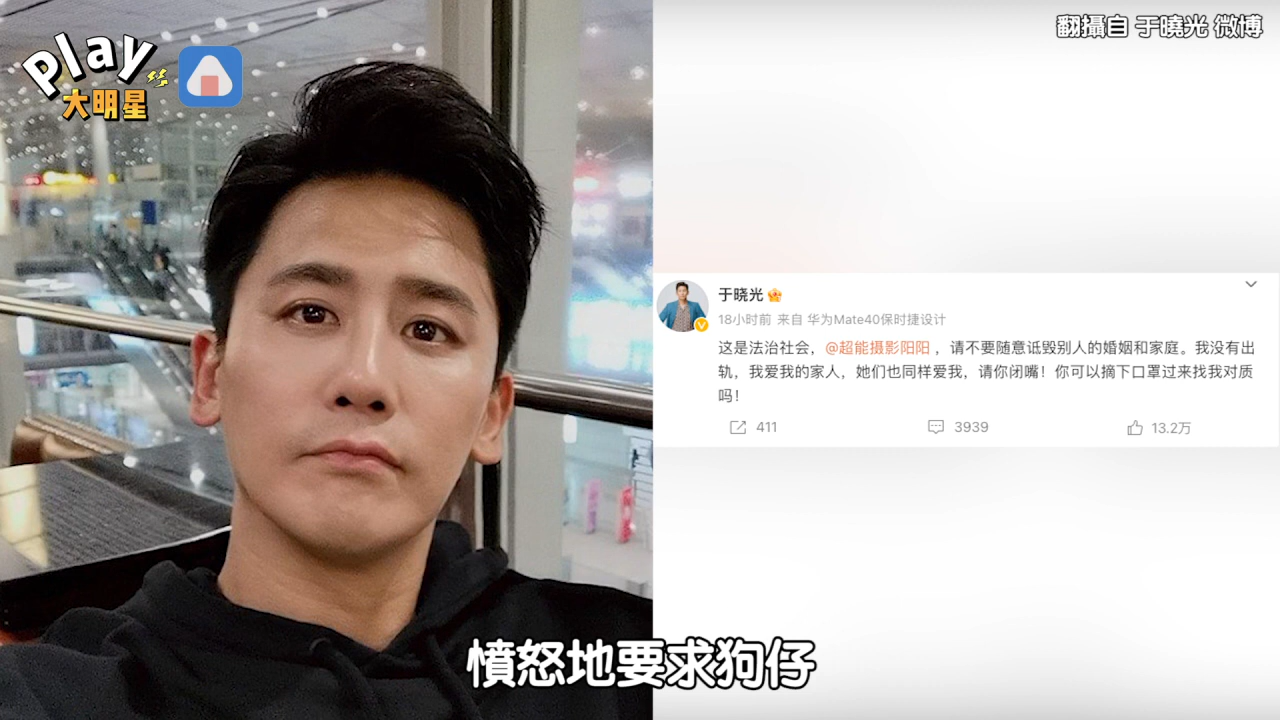 Play
大明星
翻攝自 于曉光 微博
于晓光
18小时前 来自 华为Mate40保时捷设计
这是法治社会，@超能摄影阳阳 ，请不要随意诋毁别人的婚姻和家庭。我没有出
轨，我爱我的家人，她们也同样爱我，请你闭嘴！你可以摘下口罩过来找我对质
吗！
411
3939
13.2万
憤怒地要求狗仔